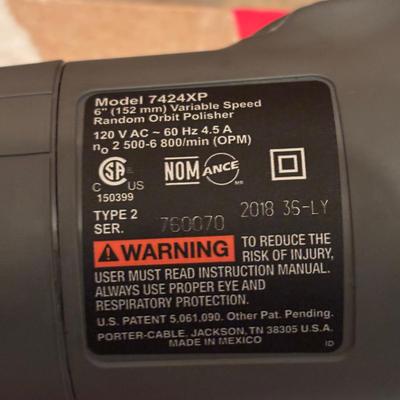 Model 7424XP
6" (152 mm) Variable Speed
Random Orbit Polisher
120 V AC ~ 60 Hz 4.5 A
n₀ 2 500-6 800/min (OPM)
CSA
C US
150399
NOM ANCE
TYPE 2
SER. 760070 2018 36-LY
WARNING TO REDUCE THE
RISK OF INJURY,
USER MUST READ INSTRUCTION MANUAL.
ALWAYS USE PROPER EYE AND
RESPIRATORY PROTECTION.
U.S. PATENT 5,061,090. Other Pat. Pending.
PORTER-CABLE, JACKSON, TN 38305 U.S.A.
MADE IN MEXICO
ID